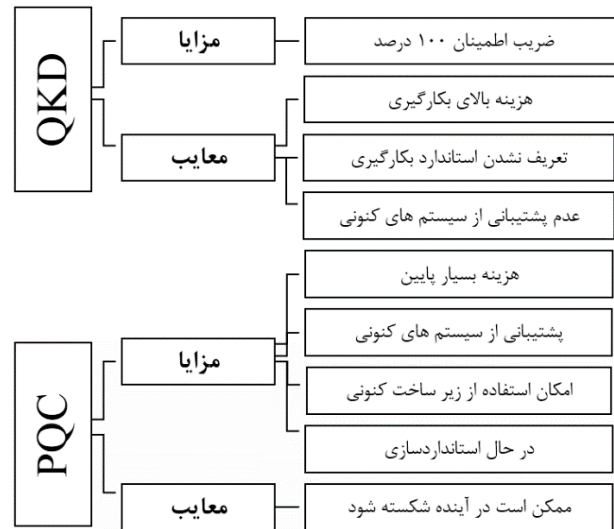 QKD
مزایا
ضریب اطمینان ۱۰۰ درصد
معایب
هزینه بالای بکارگیری
تعریف نشدن استاندارد بکارگیری
عدم پشتیبانی از سیستم های کنونی
PQC
مزایا
هزینه بسیار پایین
پشتیبانی از سیستم های کنونی
امکان استفاده از زیر ساخت کنونی
در حال استانداردسازی
معایب
ممکن است در آینده شکسته شود